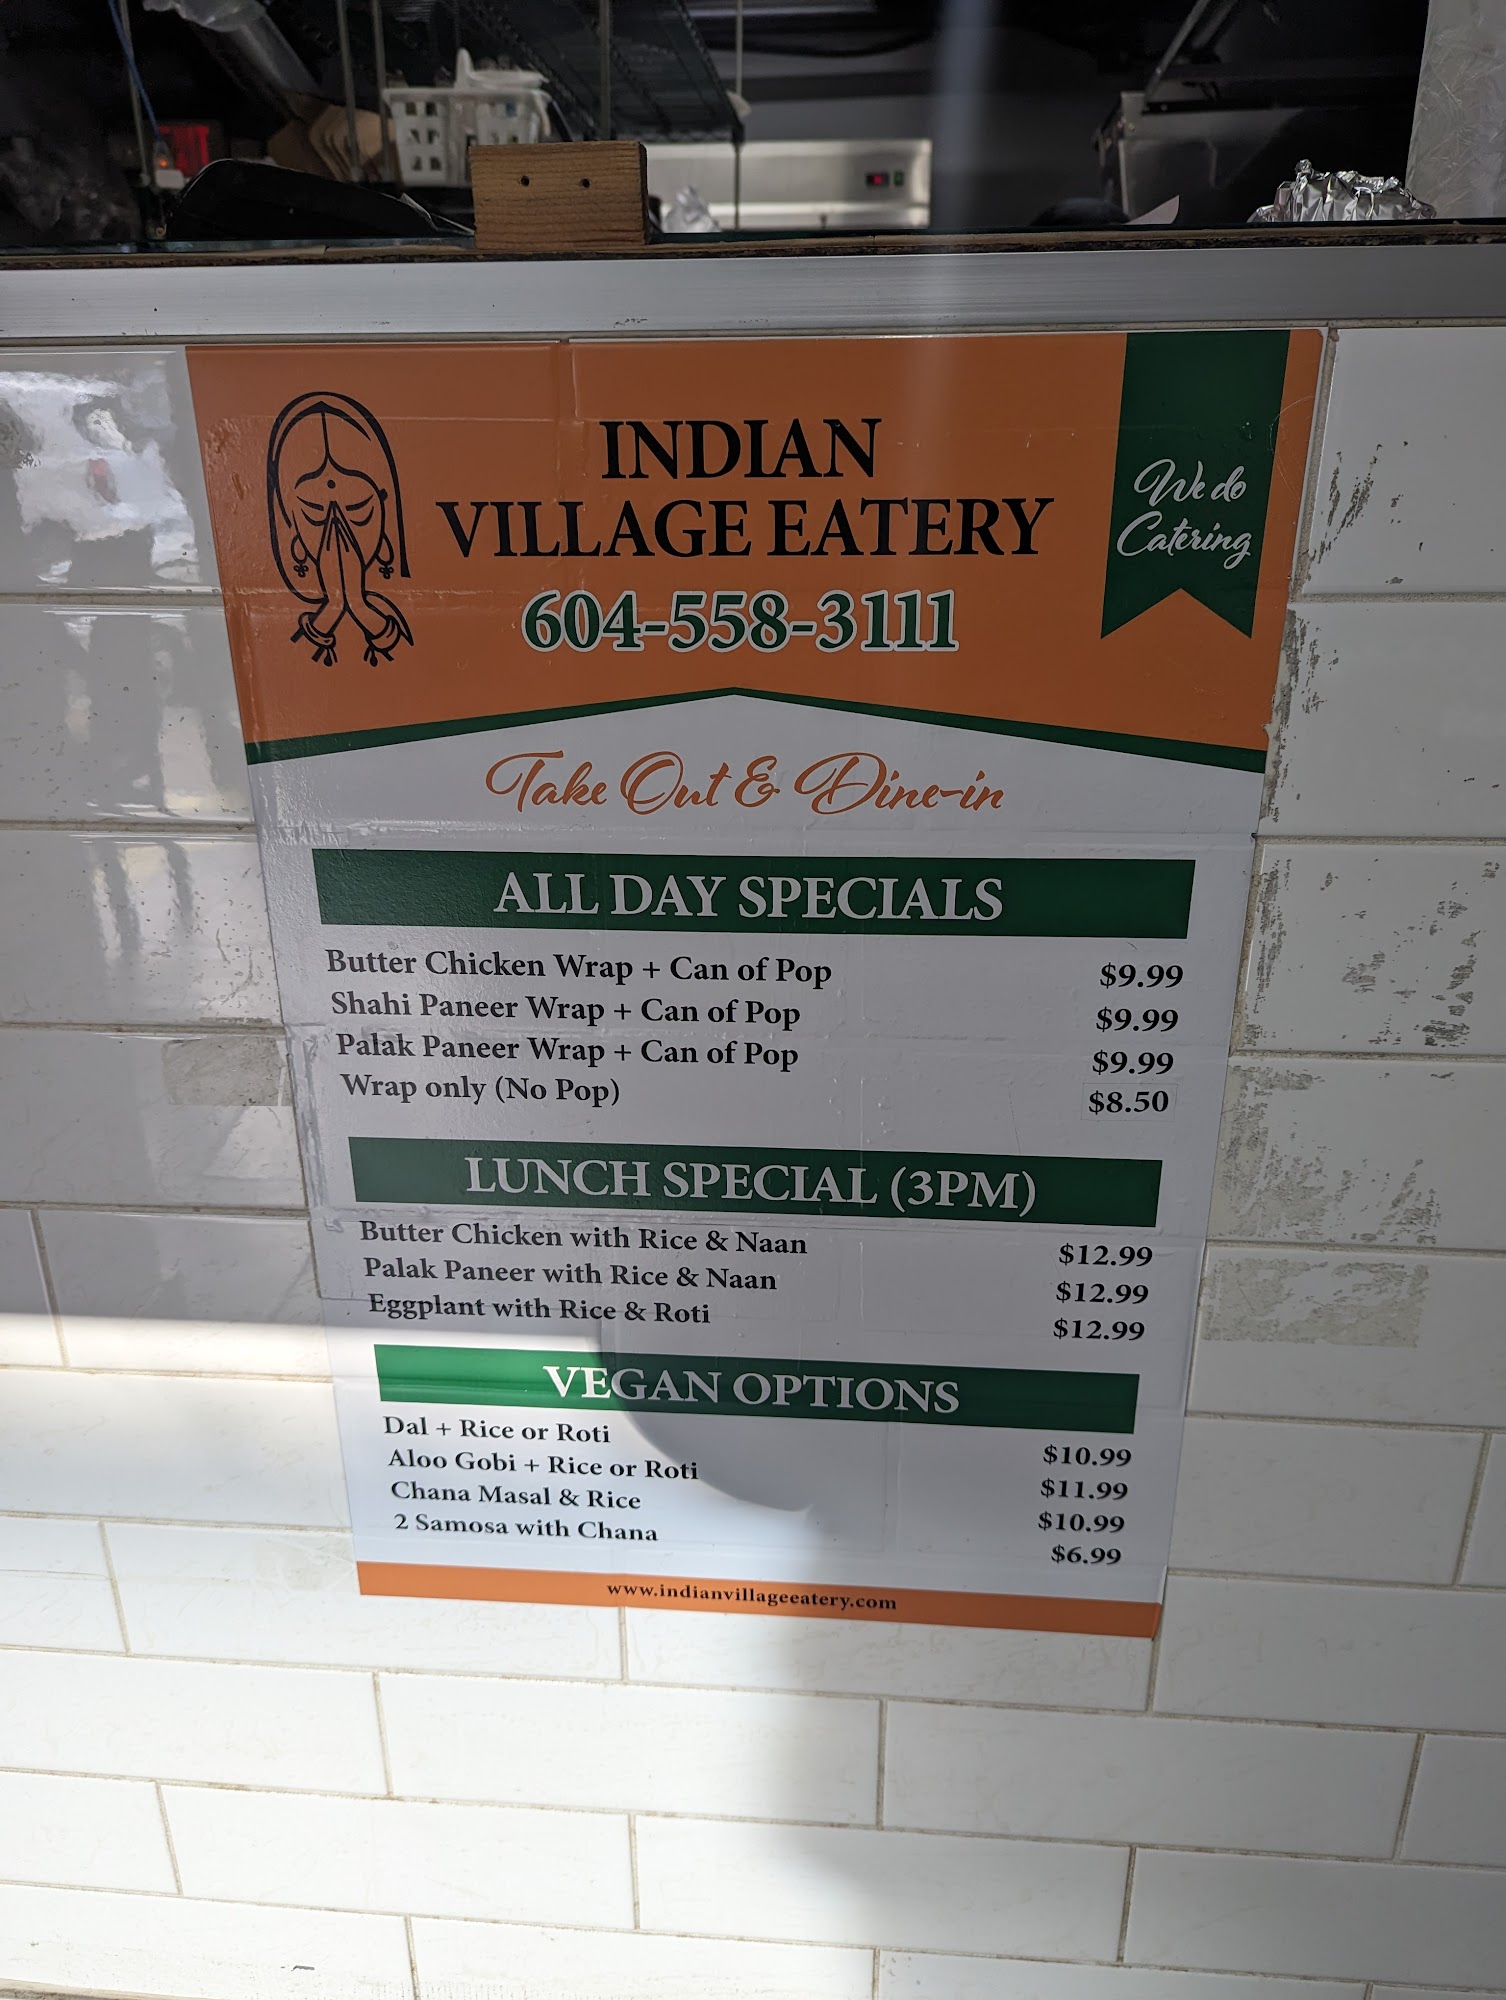 INDIAN
VILLAGE EATERY
604-558-3111
We do
Catering
Take Out & Dine-in
ALL DAY SPECIALS
Butter Chicken Wrap + Can of Pop $9.99
Shahi Paneer Wrap + Can of Pop $9.99
Palak Paneer Wrap + Can of Pop $9.99
Wrap only (No Pop) $8.50
LUNCH SPECIAL (3PM)
Butter Chicken with Rice & Naan $12.99
Palak Paneer with Rice & Naan $12.99
Eggplant with Rice & Roti $12.99
VEGAN OPTIONS
Dal + Rice or Roti $10.99
Aloo Gobi + Rice or Roti $11.99
Chana Masal & Rice $10.99
2 Samosa with Chana $6.99
www.indianvillageeatery.com